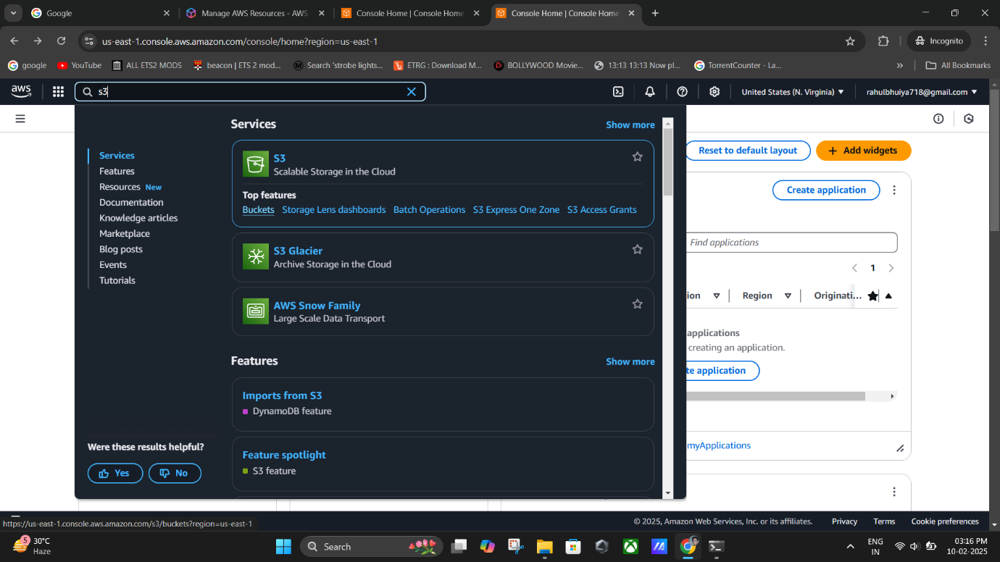 Google
Manage AWS Resources - AWS
Console Home | Console Home
Console Home | Console Home
us-east-1.console.aws.amazon.com/console/home?region=us-east-1
Incognito
google
YouTube
ALL ETS2 MODS
beacon | ETS 2 mod...
Search 'strobe lights...
ETRG : Download M...
BOLLYWOOD Movie...
13:13 13:13 Now pl...
TorrentCounter - La...
»
All Bookmarks
aws
s3
United States (N. Virginia)
rahulbhuiya718@gmail.com
Services
Show more
Services
Features
Resources New
Documentation
Knowledge articles
Marketplace
Blog posts
Events
Tutorials
S3
Scalable Storage in the Cloud
Top features
Buckets Storage Lens dashboards Batch Operations S3 Express One Zone S3 Access Grants
S3 Glacier
Archive Storage in the Cloud
AWS Snow Family
Large Scale Data Transport
Features
Show more
Imports from S3
DynamoDB feature
Feature spotlight
S3 feature
Were these results helpful?
Yes
No
Reset to default layout
+ Add widgets
Create application
Find applications
1
ion
Region
Originati...
applications
creating an application.
te application
myApplications
https://us-east-1.console.aws.amazon.com/s3/buckets?region=us-east-1
© 2025, Amazon Web Services, Inc. or its affiliates.
Privacy
Terms
Cookie preferences
5
30°C
Haze
Search
ENG
IN
03:16 PM
10-02-2025